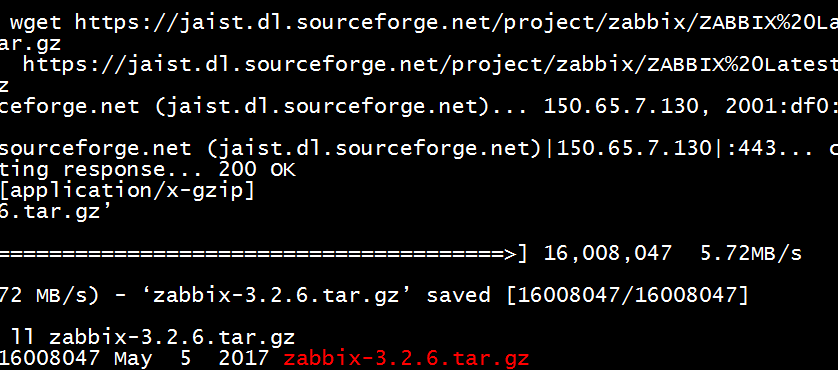 wget https://jaist.dl.sourceforge.net/project/zabbix/ZABBIX%20La
ar.gz
https://jaist.dl.sourceforge.net/project/zabbix/ZABBIX%20Latest
z
ceforge.net (jaist.dl.sourceforge.net)... 150.65.7.130, 2001:df0:
sourceforge.net (jaist.dl.sourceforge.net)|150.65.7.130|:443... c
ting response... 200 OK
[application/x-gzip]
6.tar.gz’
========================================>] 16,008,047  5.72MB/s
72 MB/s) - ‘zabbix-3.2.6.tar.gz’ saved [16008047/16008047]
ll zabbix-3.2.6.tar.gz
16008047 May  5  2017 zabbix-3.2.6.tar.gz